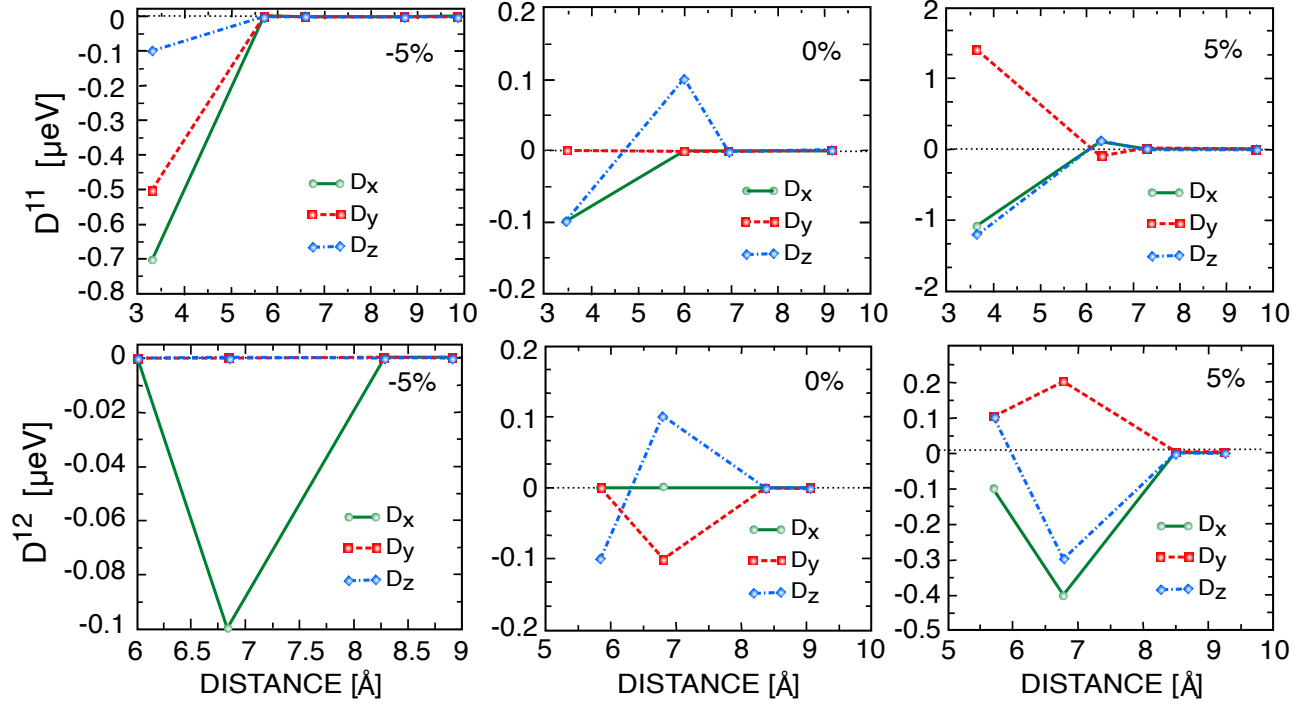 D¹¹ [µeV]
0
-0.1
-0.2
-0.3
-0.4
-0.5
-0.6
-0.7
-0.8
-5%
Dx
Dy
Dz
3 4 5 6 7 8 9 10
0.2
0.1
0
-0.1
-0.2
0%
Dx
Dy
Dz
3 4 5 6 7 8 9 10
2
1
0
-1
-2
5%
Dx
Dy
Dz
3 4 5 6 7 8 9 10
D¹² [µeV]
0
-0.02
-0.04
-0.06
-0.08
-0.1
-5%
Dx
Dy
Dz
6 6.5 7 7.5 8 8.5 9
DISTANCE [Å]
0.2
0.1
0
-0.1
-0.2
0%
Dx
Dy
Dz
5 6 7 8 9 10
DISTANCE [Å]
0.2
0.1
0
-0.1
-0.2
-0.3
-0.4
-0.5
5%
Dx
Dy
Dz
5 6 7 8 9 10
DISTANCE [Å]